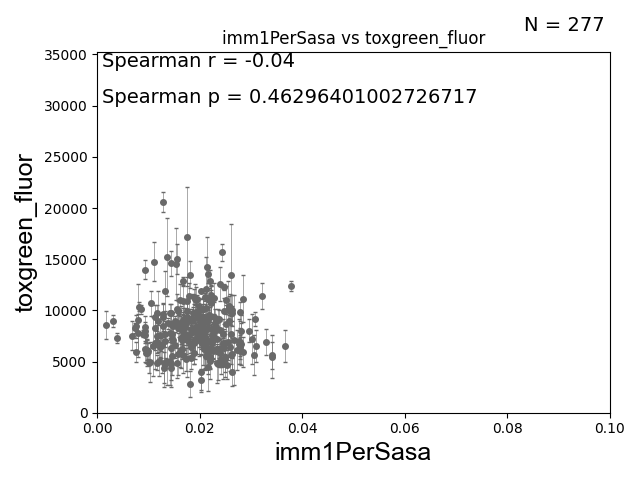 N = 277
imm1PerSasa vs toxgreen_fluor
Spearman r = -0.04
Spearman p = 0.46296401002726717
35000
30000
25000
20000
15000
10000
5000
0
toxgreen_fluor
0.00 0.02 0.04 0.06 0.08 0.10
imm1PerSasa